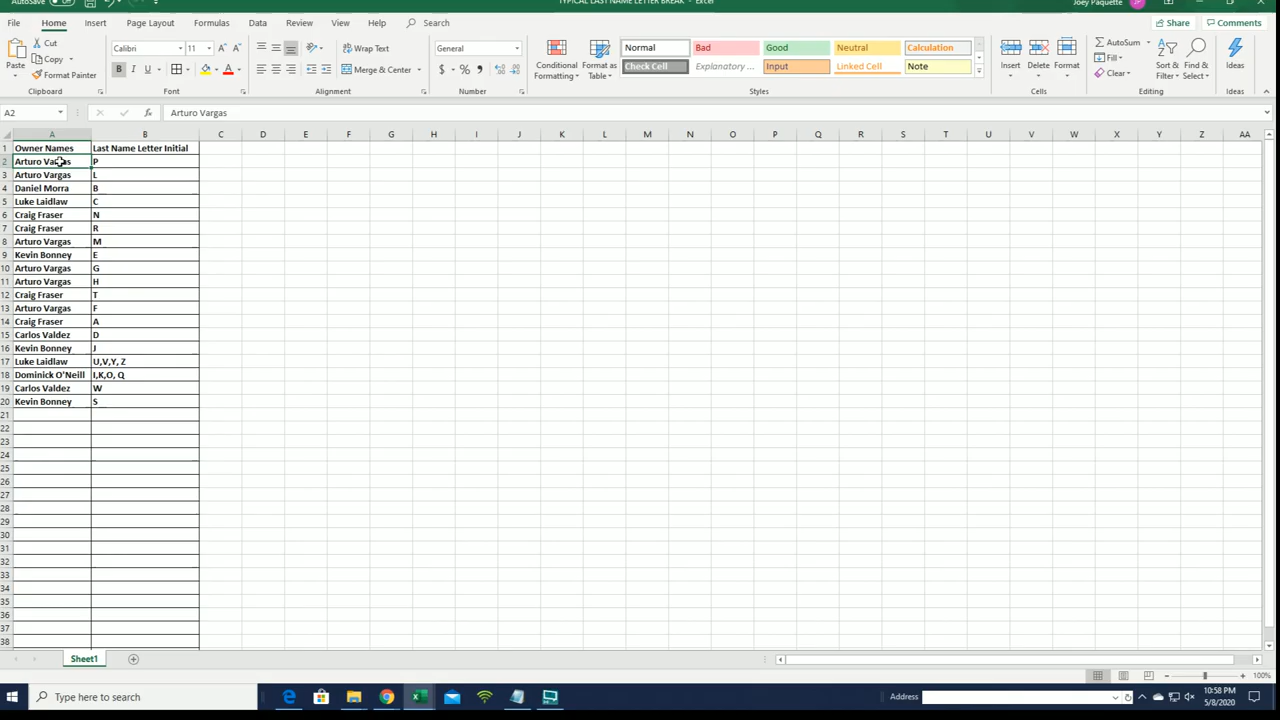 AutoSave
TYPICAL LAST NAME LETTER BREAK - Excel
Joey Paquette
JP
File Home Insert Page Layout Formulas Data Review View Help Search
Share Comments
Paste
Cut
Copy
Format Painter
Clipboard
Calibri 11
B I U
Font
Wrap Text
Merge & Center
Alignment
General
$ % 9
Number
Conditional Formatting
Format as Table
Normal Bad Good Neutral Calculation
Check Cell Explanatory ... Input Linked Cell Note
Styles
Insert Delete Format
Cells
AutoSum
Fill
Clear
Sort & Filter
Find & Select
Editing
Ideas
Ideas
A2 fx Arturo Vargas
A B C D E F G H I J K L M N O P Q R S T U V W X Y Z AA
1 Owner Names Last Name Letter Initial
2 Arturo Vargas P
3 Arturo Vargas L
4 Daniel Morra B
5 Luke Laidlaw C
6 Craig Fraser N
7 Craig Fraser R
8 Arturo Vargas M
9 Kevin Bonney E
10 Arturo Vargas G
11 Arturo Vargas H
12 Craig Fraser T
13 Arturo Vargas F
14 Craig Fraser A
15 Carlos Valdez D
16 Kevin Bonney J
17 Luke Laidlaw U,V,Y, Z
18 Dominick O'Neill I,K,O, Q
19 Carlos Valdez W
20 Kevin Bonney S
21
22
23
24
25
26
27
28
29
30
31
32
33
34
35
36
37
38
Sheet1
100%
Type here to search
Address
10:58 PM
5/8/2020